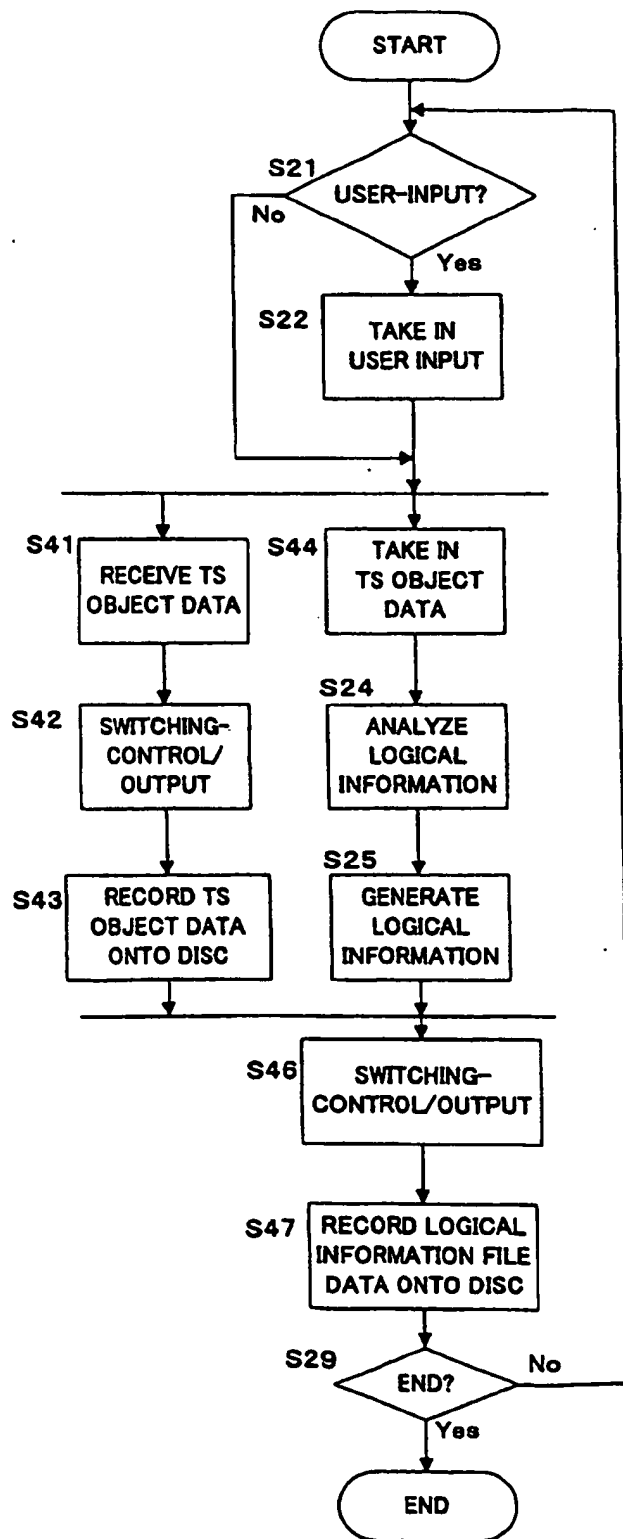 START
S21
USER-INPUT?
No
Yes
S22
TAKE IN
USER INPUT
S41
RECEIVE TS
OBJECT DATA
S44
TAKE IN
TS OBJECT
DATA
S42
SWITCHING-
CONTROL/
OUTPUT
S24
ANALYZE
LOGICAL
INFORMATION
S43
RECORD TS
OBJECT DATA
ONTO DISC
S25
GENERATE
LOGICAL
INFORMATION
S46
SWITCHING-
CONTROL/OUTPUT
S47
RECORD LOGICAL
INFORMATION FILE
DATA ONTO DISC
S29
END?
No
Yes
END